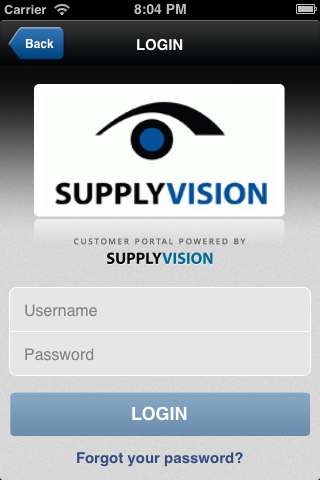 Carrier 8:04 PM
Back LOGIN
SUPPLYVISION
CUSTOMER PORTAL POWERED BY
SUPPLYVISION
Username
Password
LOGIN
Forgot your password?